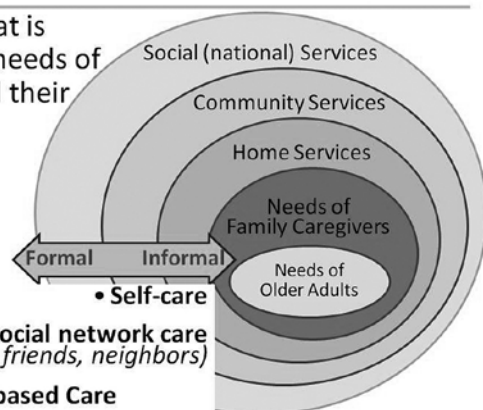 at is
needs of
their
Social (national) Services
Community Services
Home Services
Needs of
Family Caregivers
Needs of
Older Adults
Formal Informal
• Self-care
ocial network care
friends, neighbors)
based Care